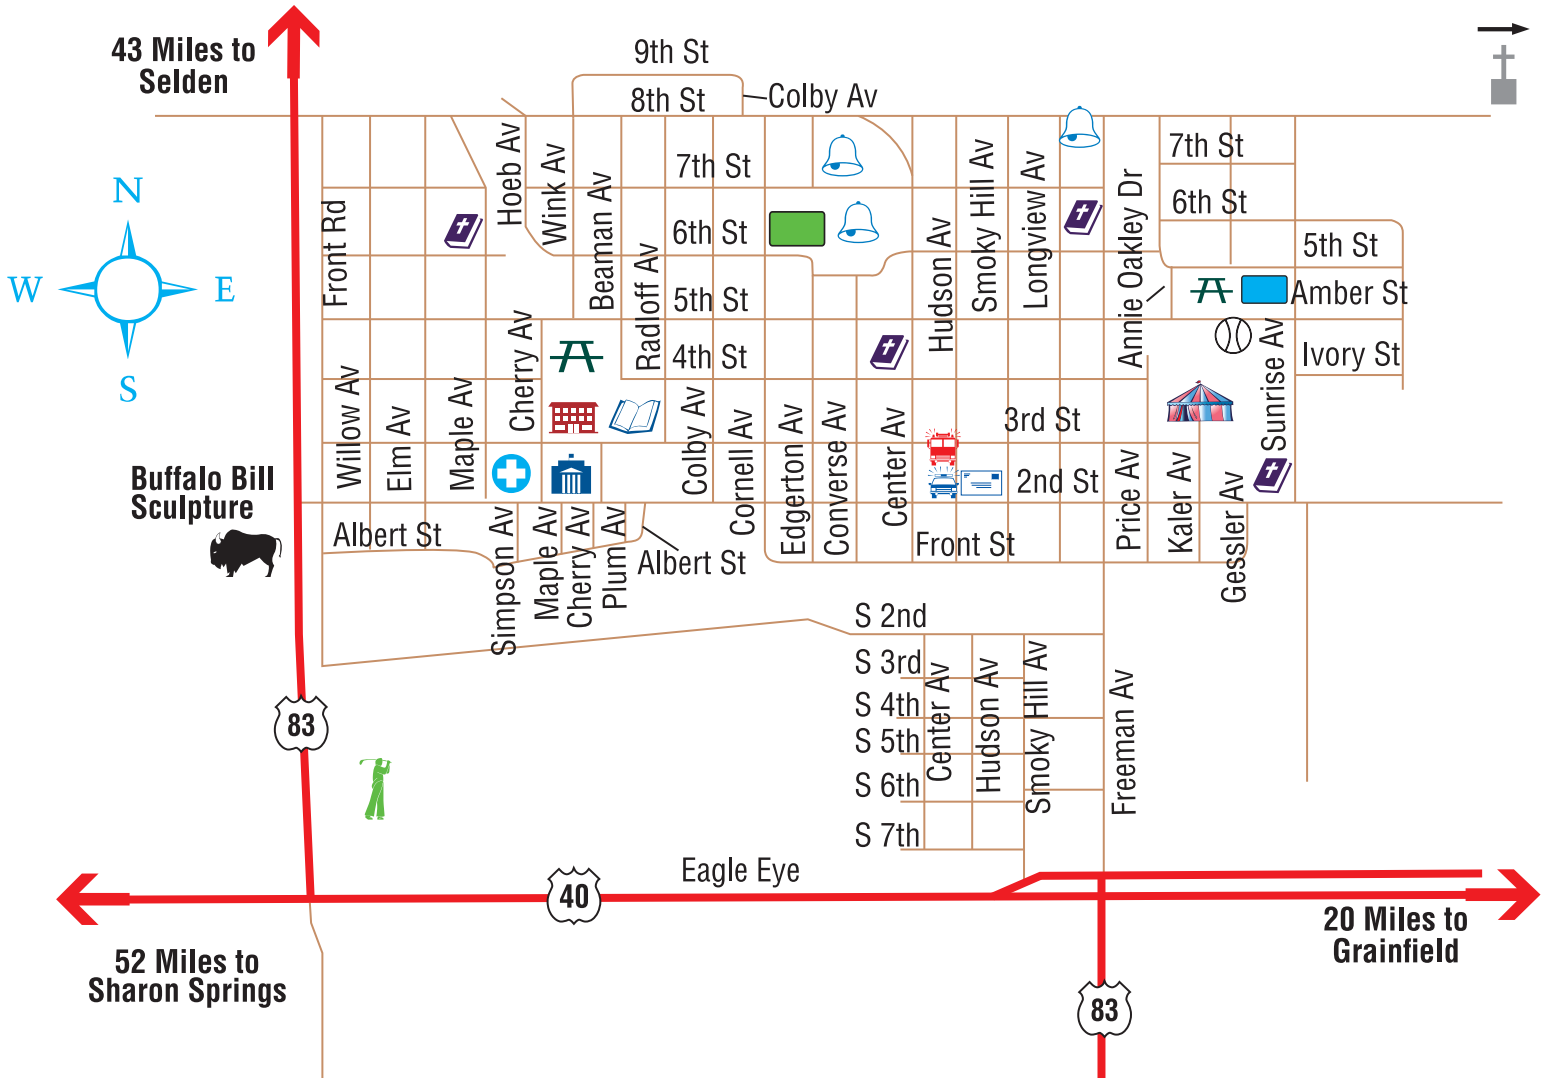 43 Miles to
Selden
9th St
8th St
Colby Av
7th St
7th St
6th St
6th St
5th St
5th St
Amber St
4th St
Ivory St
3rd St
2nd St
Front St
Albert St
Albert St
Front Rd
Hoeb Av
Wink Av
Beaman Av
Radloff Av
Hudson Av
Smoky Hill Av
Longview Av
Annie Oakley Dr
Sunrise Av
Willow Av
Elm Av
Maple Av
Cherry Av
Colby Av
Cornell Av
Edgerton Av
Converse Av
Center Av
Price Av
Kaler Av
Gessler Av
Simpson Av
Maple Av
Cherry Av
Plum Av
N
W
E
S
Buffalo Bill
Sculpture
S 2nd
S 3rd
S 4th
S 5th
S 6th
S 7th
Center Av
Hudson Av
Smoky Hill Av
Freeman Av
83
Eagle Eye
40
52 Miles to
Sharon Springs
20 Miles to
Grainfield
83